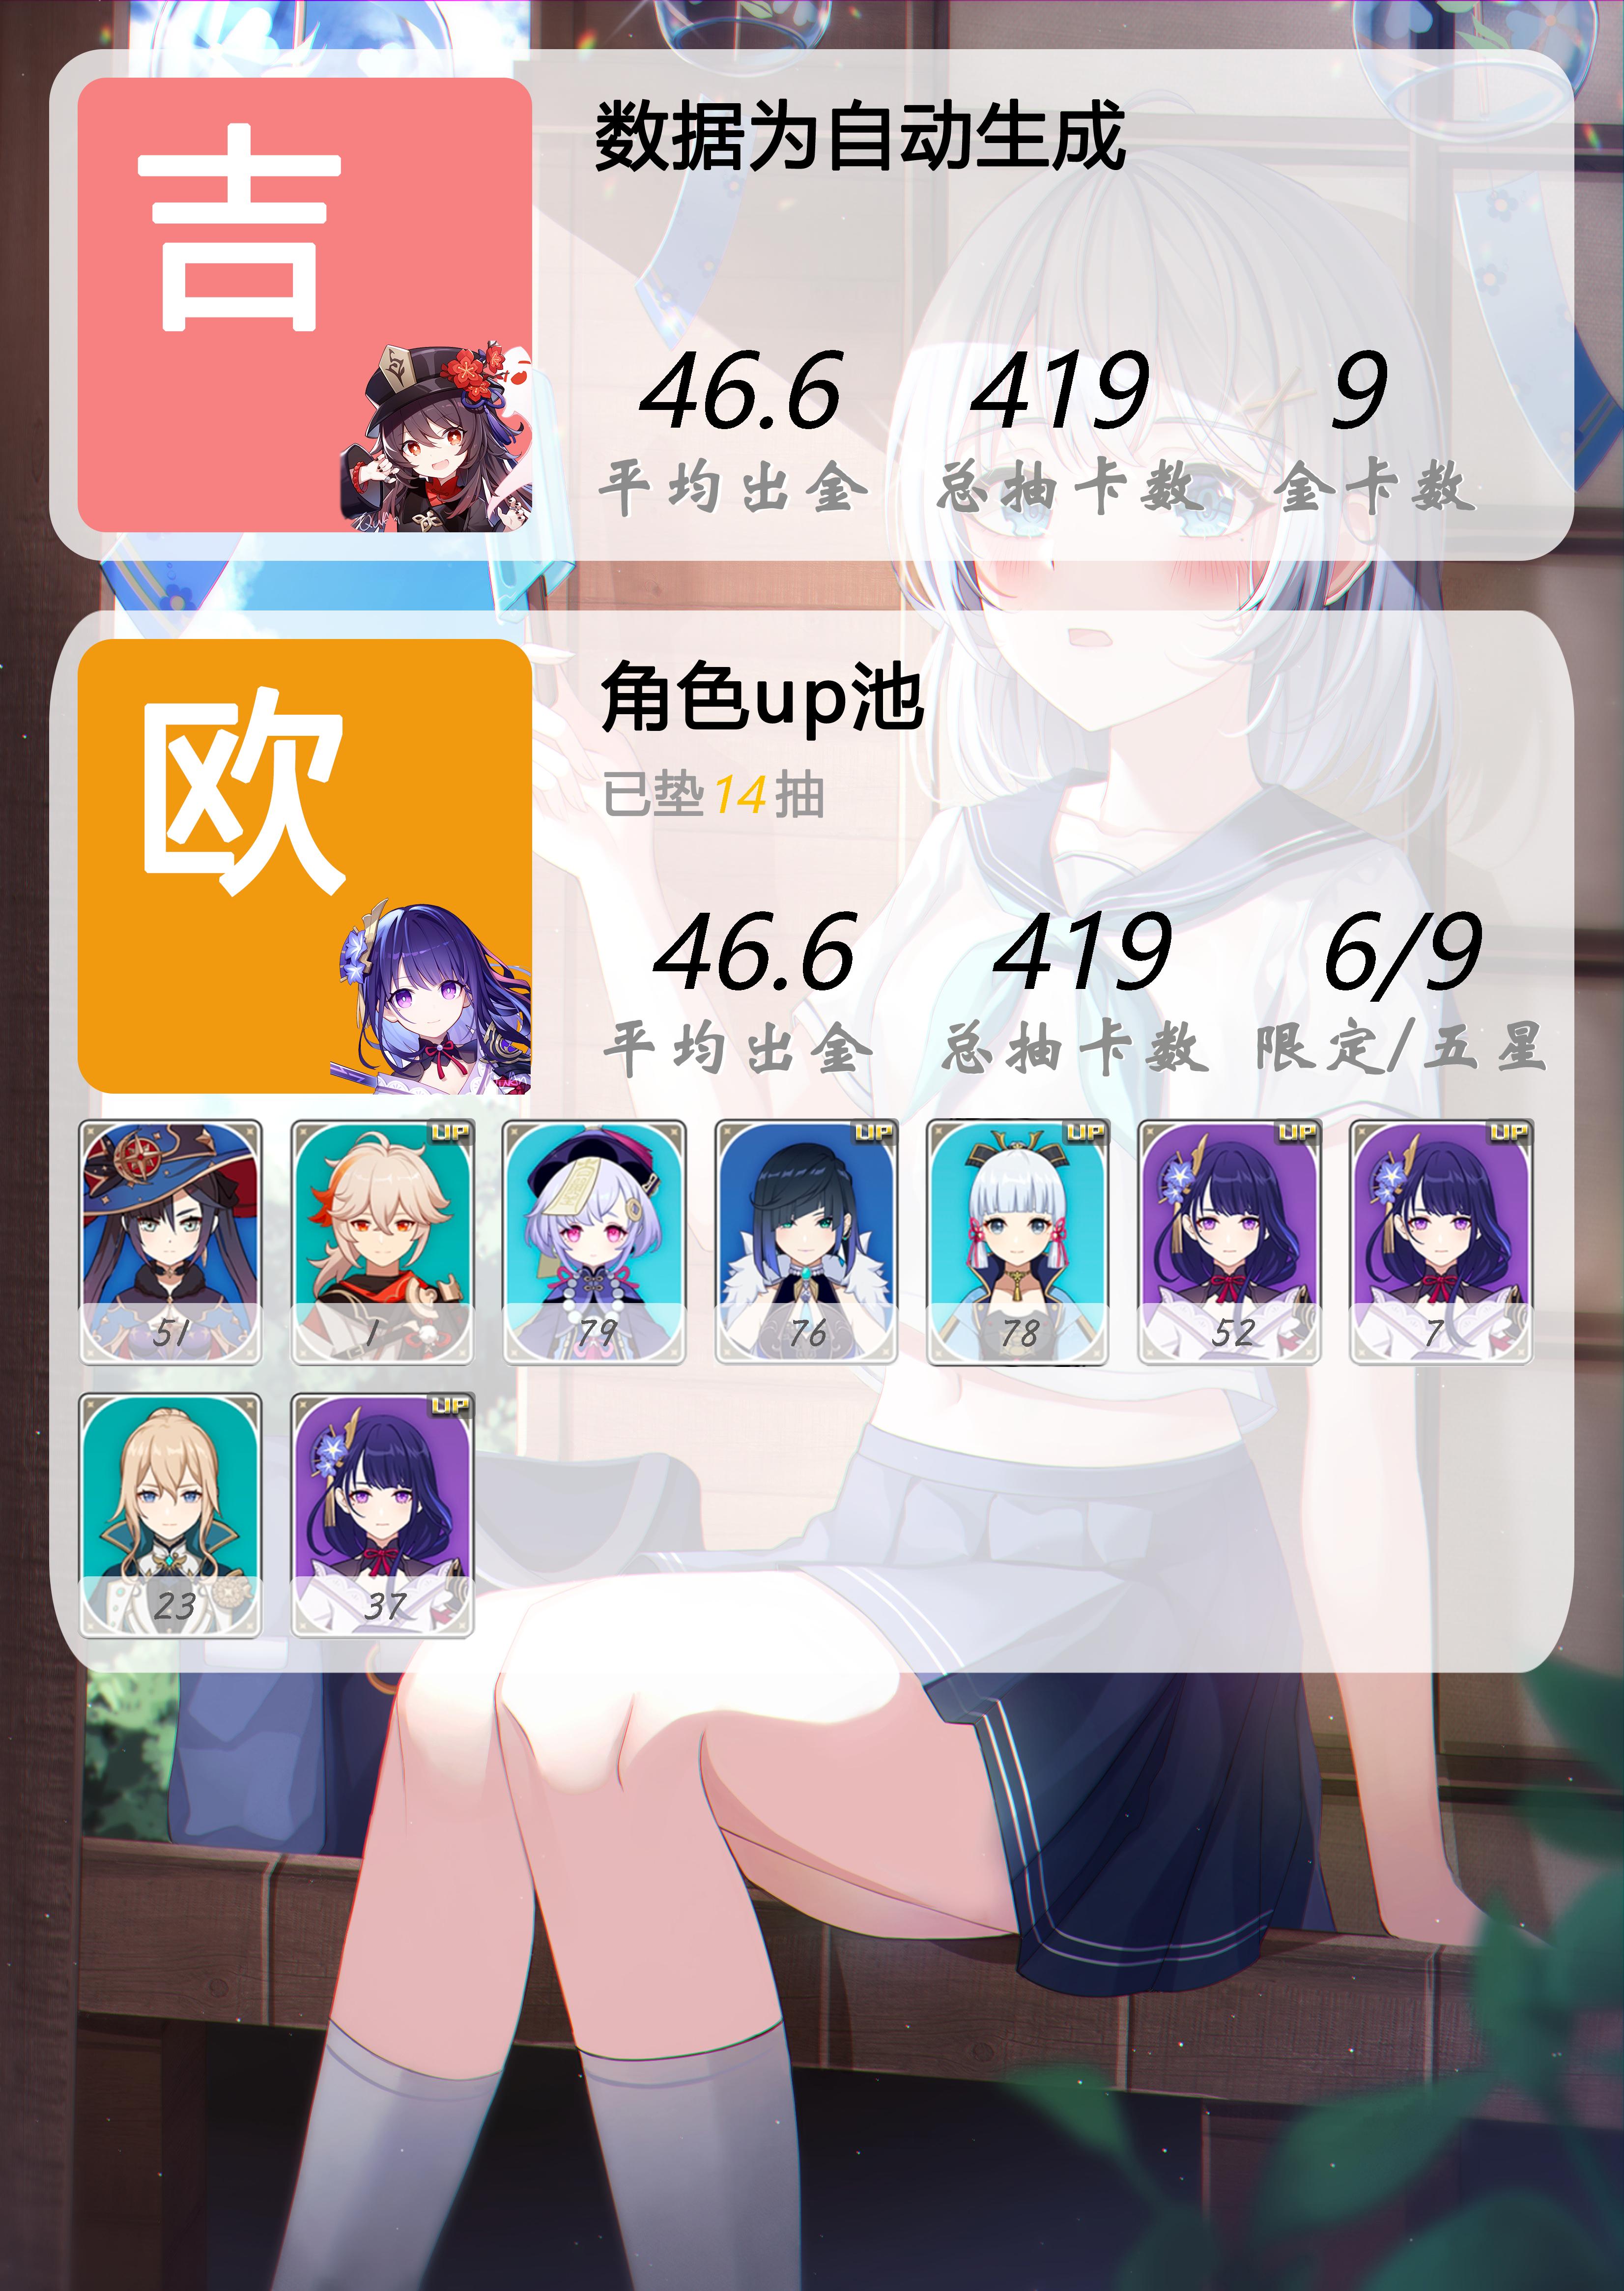 吉
数据为自动生成
46.6 419 9
平均出金 总抽卡数 金卡数
欧
角色up池
已垫14抽
46.6 419 6/9
平均出金 总抽卡数 限定/五星
UP UP UP UP UP
51 1 79 76 78 52 7
UP
23 37